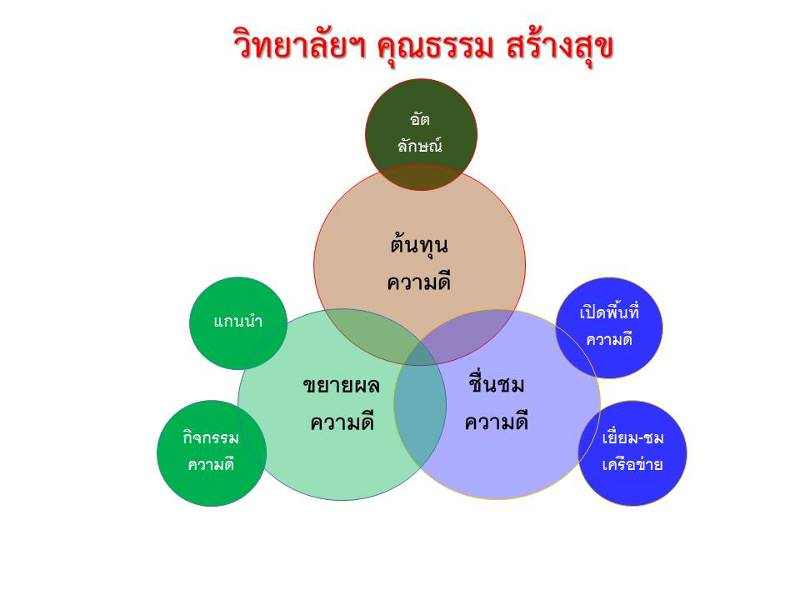 วิทยาลัยฯ คุณธรรม สร้างสุข
อัต
ลักษณ์
ต้นทุน
ความดี
แกนนำ
เปิดพื้นที่
ความดี
ขยายผล
ความดี
ชื่นชม
ความดี
กิจกรรม
ความดี
เยี่ยม-ชม
เครือข่าย